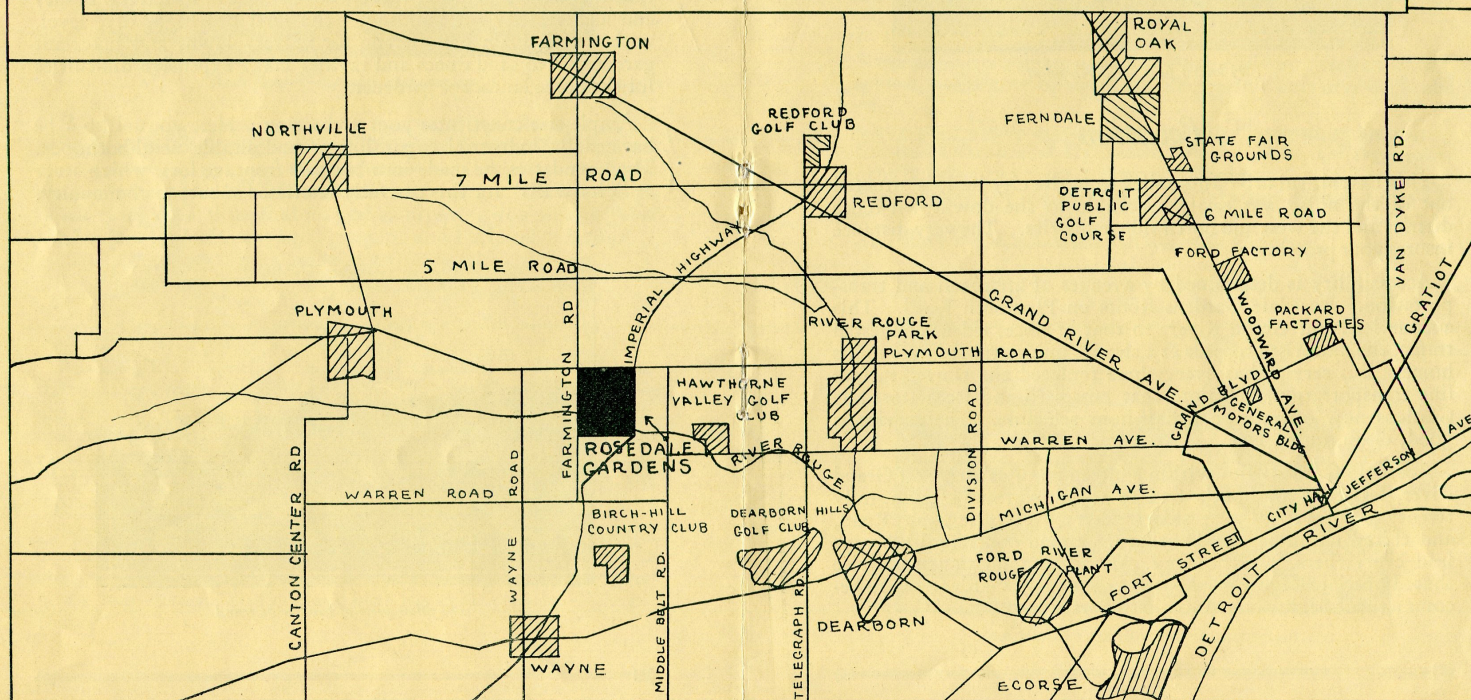 FARMINGTON
ROYAL
OAK
NORTHVILLE
REDFORD
GOLF CLUB
FERNDALE
STATE FAIR
GROUNDS
7 MILE ROAD
REDFORD
DETROIT
PUBLIC
GOLF
COURSE
6 MILE ROAD
VAN DYKE RD.
5 MILE ROAD
IMPERIAL HIGHWAY
FORD FACTORY
WOODWARD AVE.
PLYMOUTH
FARMINGTON RD
RIVER ROUGE
PARK
PLYMOUTH ROAD
GRAND RIVER AVE.
PACKARD
FACTORIES
GRATIOT
HAWTHORNE
VALLEY GOLF
CLUB
GRAND BLVD
GENERAL
MOTORS BLDG
ROSEDALE
GARDENS
RIVER ROUGE
DIVISION ROAD
WARREN AVE.
AVE
WARREN ROAD
WAYNE ROAD
CANTON CENTER RD
BIRCH-HILL
COUNTRY CLUB
DEARBORN HILLS
GOLF CLUB
MICHIGAN AVE.
CITY HALL
JEFFERSON
MIDDLE BELT RD.
TELEGRAPH RD
DEARBORN
FORD RIVER
ROUGE PLANT
FORT STREET
DETROIT RIVER
WAYNE
ECORSE